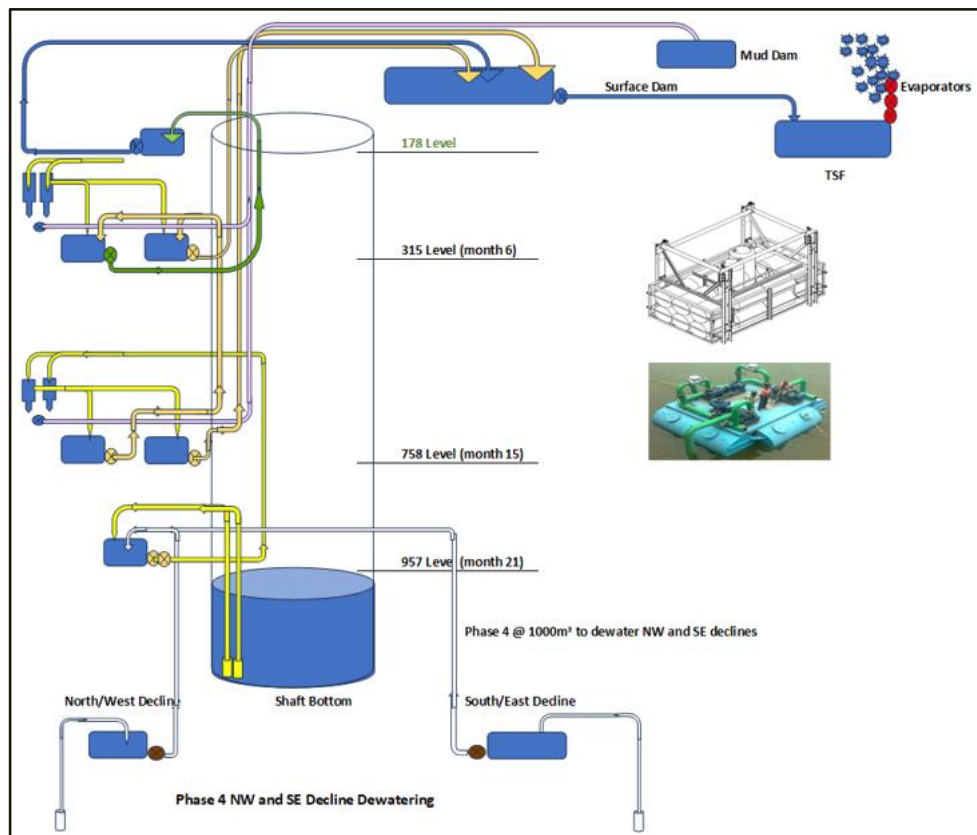 Mud Dam
Surface Dam
Evaporators
TSF
178 Level
315 Level (month 6)
758 Level (month 15)
957 Level (month 21)
Phase 4 @ 1000m³ to dewater NW and SE declines
North/West Decline
Shaft Bottom
South/East Decline
Phase 4 NW and SE Decline Dewatering